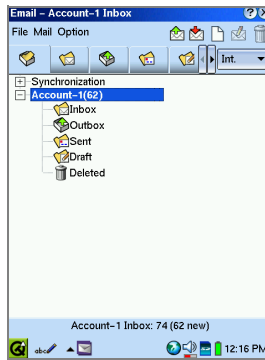 Email – Account–1 Inbox
File Mail Option
Int.
Synchronization
Account–1(62)
Inbox
Outbox
Sent
Draft
Deleted
Account–1 Inbox: 74 (62 new)
abc
12:16 PM